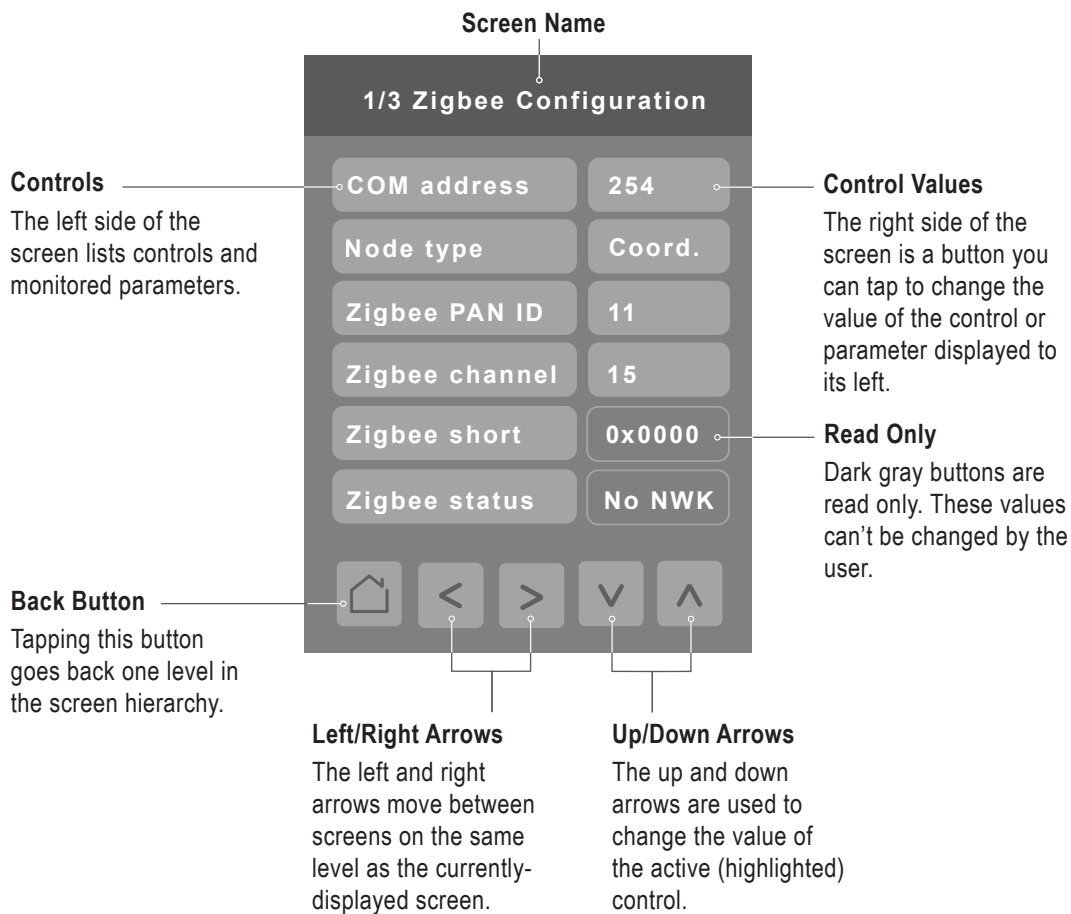 Screen Name
1/3 Zigbee Configuration
Controls
The left side of the
screen lists controls and
monitored parameters.
COM address
254
Node type
Coord.
Zigbee PAN ID
11
Zigbee channel
15
Zigbee short
0x0000
Zigbee status
No NWK
Control Values
The right side of the
screen is a button you
can tap to change the
value of the control or
parameter displayed to
its left.
Read Only
Dark gray buttons are
read only. These values
can't be changed by the
user.
Back Button
Tapping this button
goes back one level in
the screen hierarchy.
< > v ^
Left/Right Arrows
The left and right
arrows move between
screens on the same
level as the currently-
displayed screen.
Up/Down Arrows
The up and down
arrows are used to
change the value of
the active (highlighted)
control.